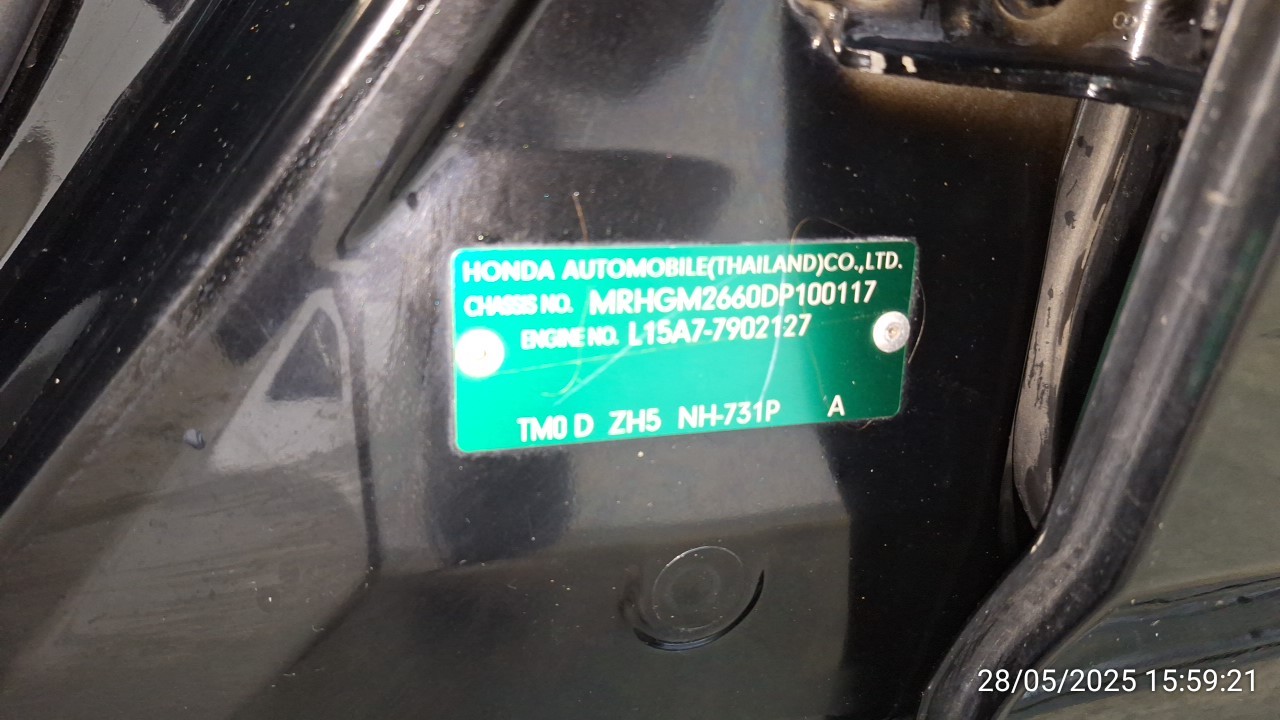 HONDA AUTOMOBILE(THAILAND)CO.,LTD.
CHASSIS NO. MRHGM2660DP100117
ENGINE NO. L15A7-7902127
TM0 D ZH5 NH-731P A
28/05/2025 15:59:21